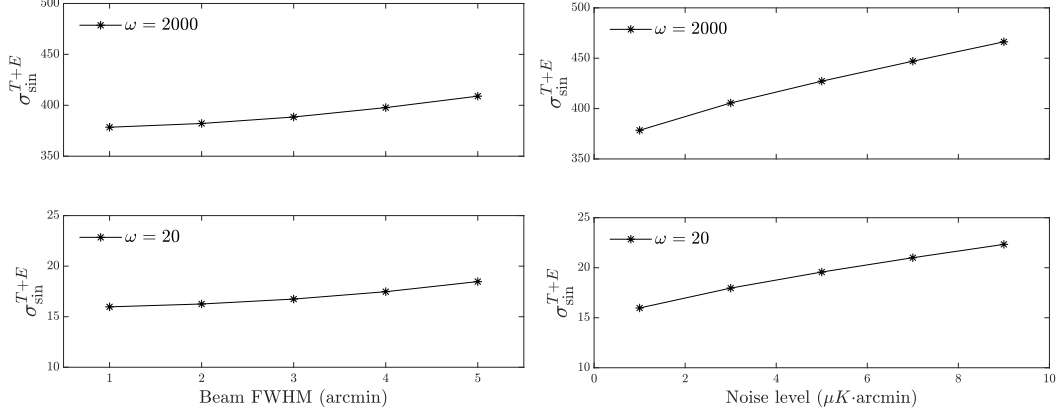 500
450
400
350
σ_sin^{T+E}
ω = 2000
500
450
400
350
σ_sin^{T+E}
ω = 2000
25
20
15
10
σ_sin^{T+E}
ω = 20
1 2 3 4 5
Beam FWHM (arcmin)
25
20
15
10
σ_sin^{T+E}
ω = 20
0 2 4 6 8 10
Noise level (μK·arcmin)